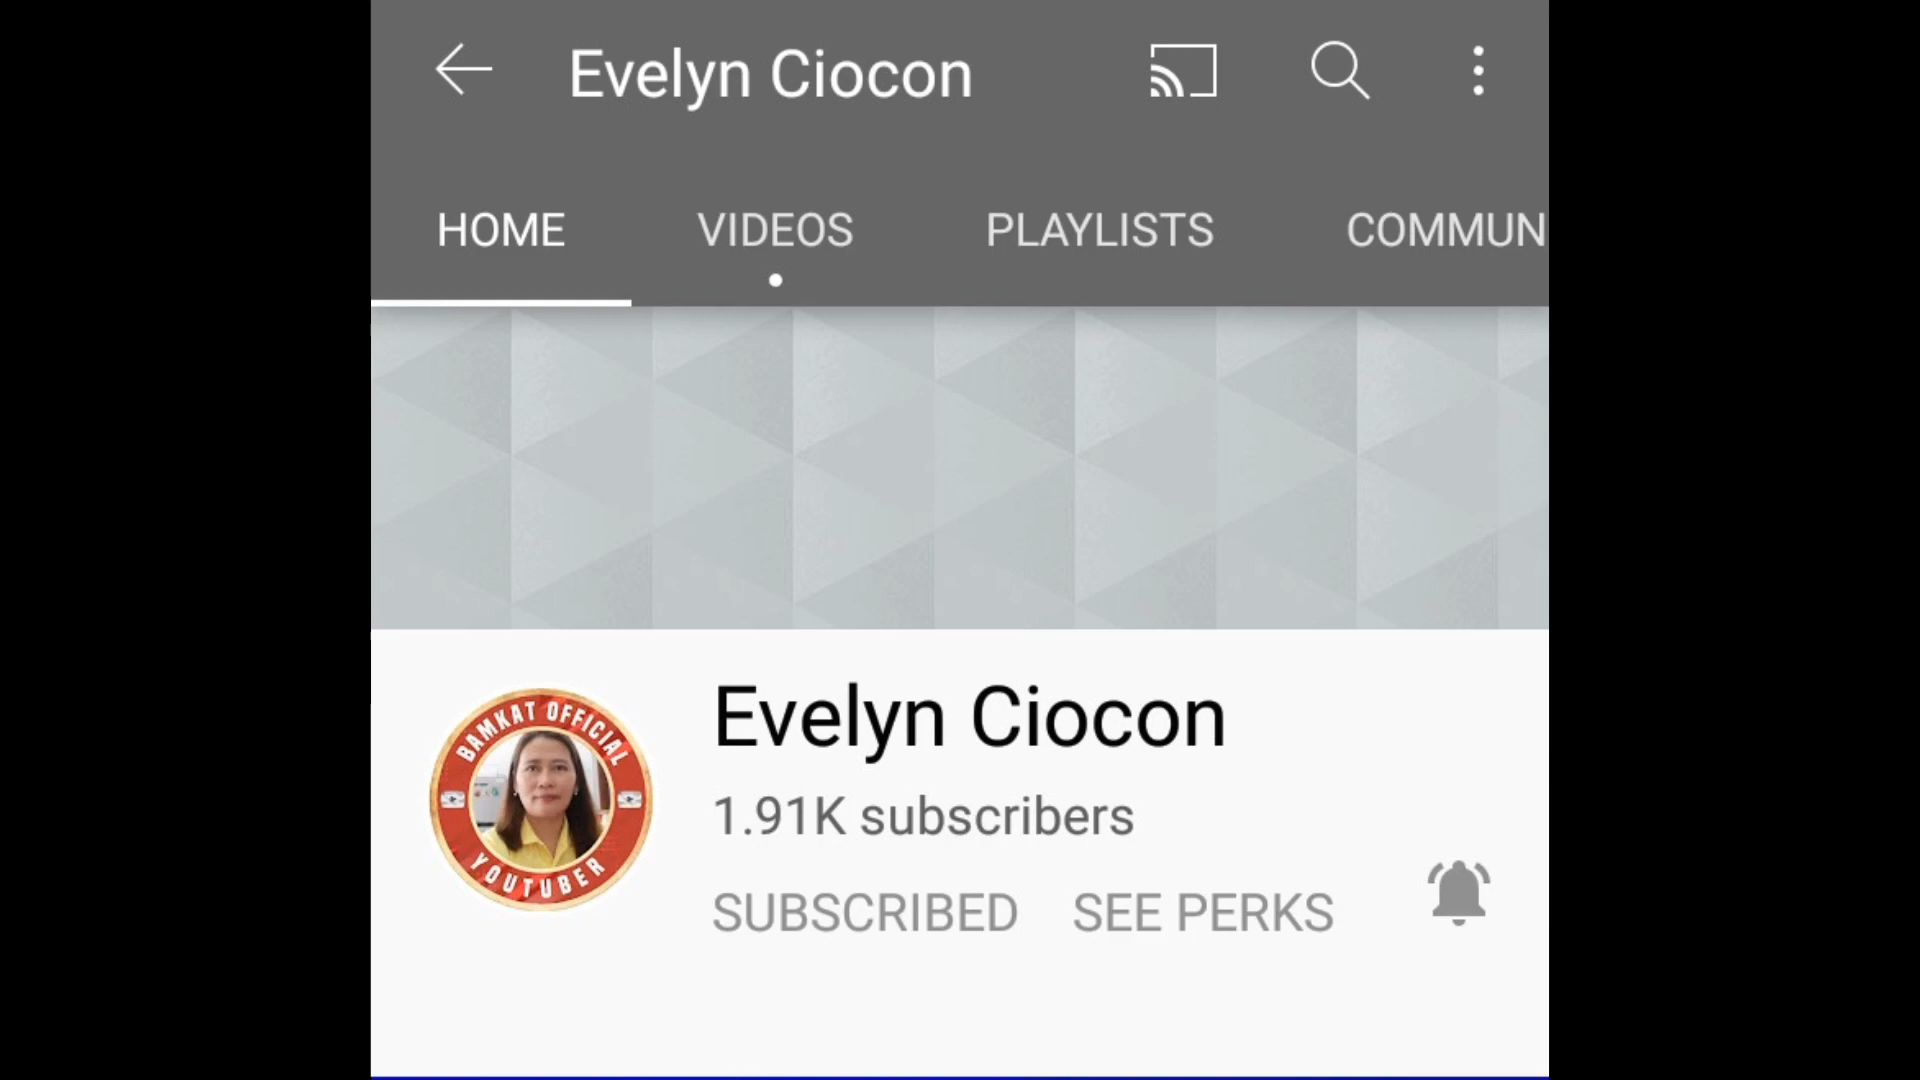 Evelyn Ciocon
HOME VIDEOS PLAYLISTS COMMUN
BAMKAT OFFICIAL
YOUTUBER
Evelyn Ciocon
1.91K subscribers
SUBSCRIBED SEE PERKS